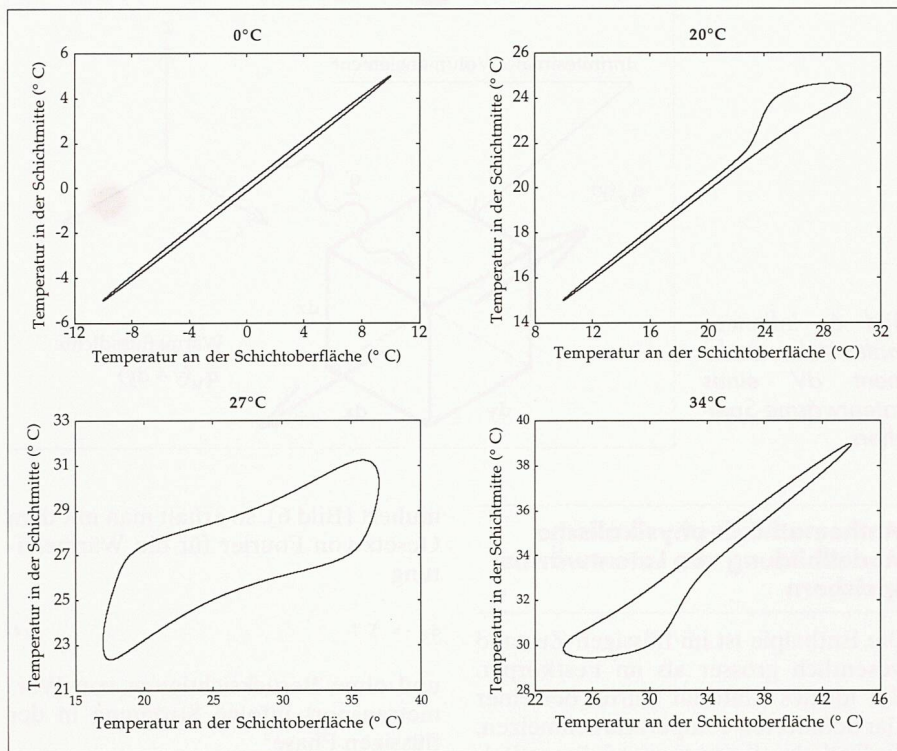 0°C
6
4
2
0
-2
-4
-6
-12 -8 -4 0 4 8 12
Temperatur in der Schichtmitte (° C)
Temperatur an der Schichtoberfläche (° C)
20°C
26
24
22
20
18
16
14
8 12 16 20 24 28 32
Temperatur in der Schichtmitte (° C)
Temperatur an der Schichtoberfläche (° C)
27°C
33
31
29
27
25
23
21
15 20 25 30 35 40
Temperatur in der Schichtmitte (° C)
Temperatur an der Schichtoberfläche (° C)
34°C
40
38
36
34
32
30
28
22 26 30 34 38 42 46
Temperatur in der Schichtmitte (° C)
Temperatur an der Schichtoberfläche (° C)